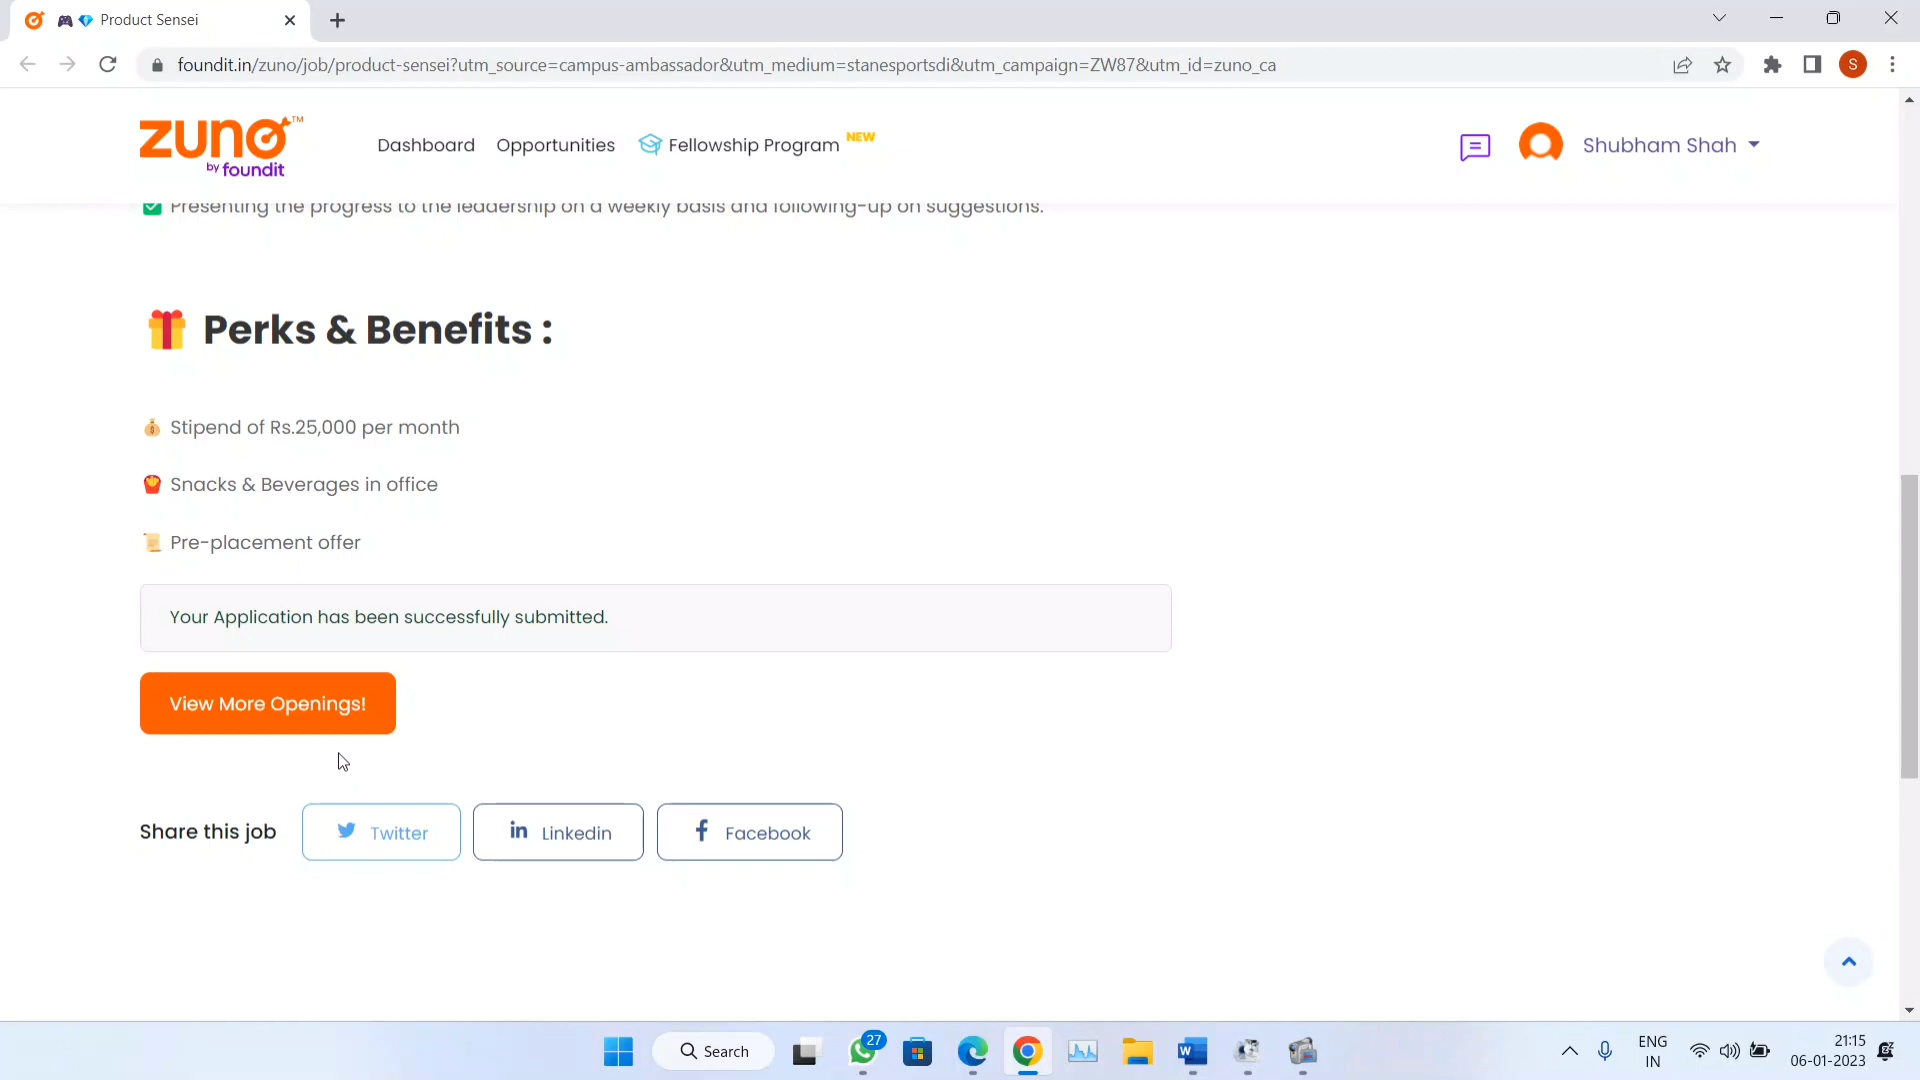 Product Sensei
foundit.in/zuno/job/product-sensei?utm_source=campus-ambassador&utm_medium=stanesportsdi&utm_campaign=ZW87&utm_id=zuno_ca
S
zuno™
by foundit
Dashboard
Opportunities
Fellowship Program NEW
Shubham Shah
Presenting the progress to the leadership on a weekly basis and following-up on suggestions.
Perks & Benefits :
Stipend of Rs.25,000 per month
Snacks & Beverages in office
Pre-placement offer
Your Application has been successfully submitted.
View More Openings!
Share this job
Twitter
Linkedin
Facebook
Search
27
ENG
IN
21:15
06-01-2023